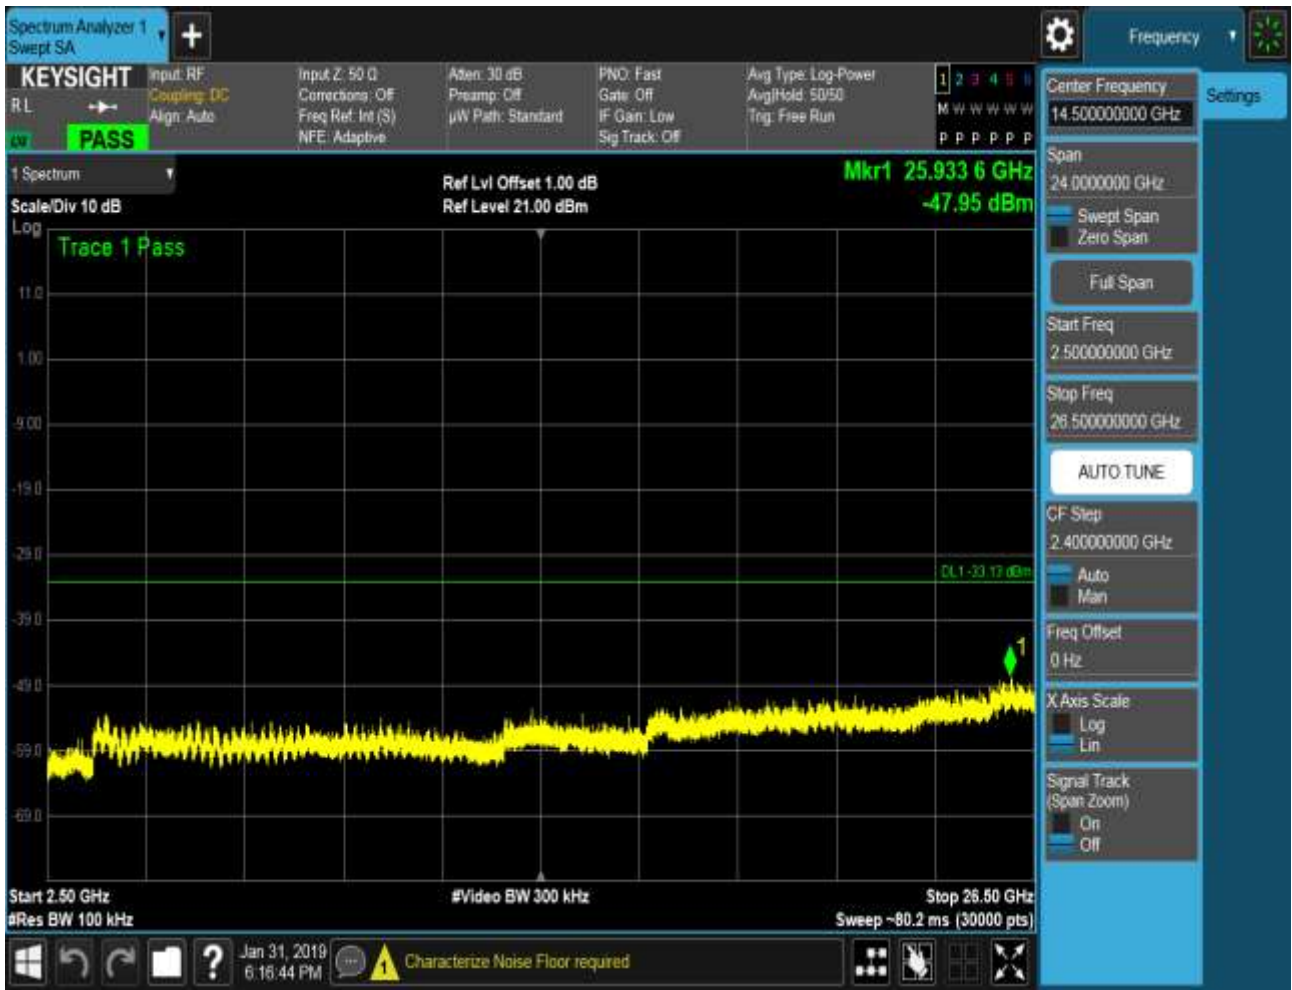 Spectrum Analyzer 1
Swept SA
+
Frequency
KEYSIGHT
R L
PASS
Input: RF
Coupling: DC
Align: Auto
Input Z: 50 Ω
Corrections: Off
Freq Ref: Int (S)
NFE: Adaptive
Atten: 30 dB
Preamp: Off
µW Path: Standard
PNO: Fast
Gate: Off
IF Gain: Low
Sig Track: Off
Avg Type: Log-Power
Avg|Hold: 50/50
Trig: Free Run
1 2 3 4 5 6
M W W W W W
P P P P P P
Center Frequency
14.500000000 GHz
Settings
1 Spectrum
Scale/Div 10 dB
Log
Ref Lvl Offset 1.00 dB
Ref Level 21.00 dBm
Mkr1 25.933 6 GHz
-47.95 dBm
Trace 1 Pass
11.0
1.00
-9.00
-19.0
-29.0
-39.0
-49.0
-59.0
-69.0
DL1 -33.13 dBm
1
Span
24.0000000 GHz
Swept Span
Zero Span
Full Span
Start Freq
2.500000000 GHz
Stop Freq
26.500000000 GHz
AUTO TUNE
CF Step
2.400000000 GHz
Auto
Man
Freq Offset
0 Hz
X Axis Scale
Log
Lin
Signal Track
(Span Zoom)
On
Off
Start 2.50 GHz
#Res BW 100 kHz
#Video BW 300 kHz
Stop 26.50 GHz
Sweep ~80.2 ms (30000 pts)
?
Jan 31, 2019
6:16:44 PM
1
Characterize Noise Floor required